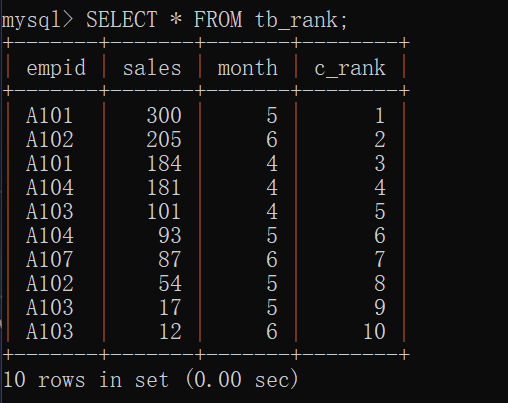 mysql> SELECT * FROM tb_rank;
+-------+-------+-------+--------+
| empid | sales | month | c_rank |
+-------+-------+-------+--------+
| A101  |   300 |     5 |      1 |
| A102  |   205 |     6 |      2 |
| A101  |   184 |     4 |      3 |
| A104  |   181 |     4 |      4 |
| A103  |   101 |     4 |      5 |
| A104  |    93 |     5 |      6 |
| A107  |    87 |     6 |      7 |
| A102  |    54 |     5 |      8 |
| A103  |    17 |     5 |      9 |
| A103  |    12 |     6 |     10 |
+-------+-------+-------+--------+
10 rows in set (0.00 sec)